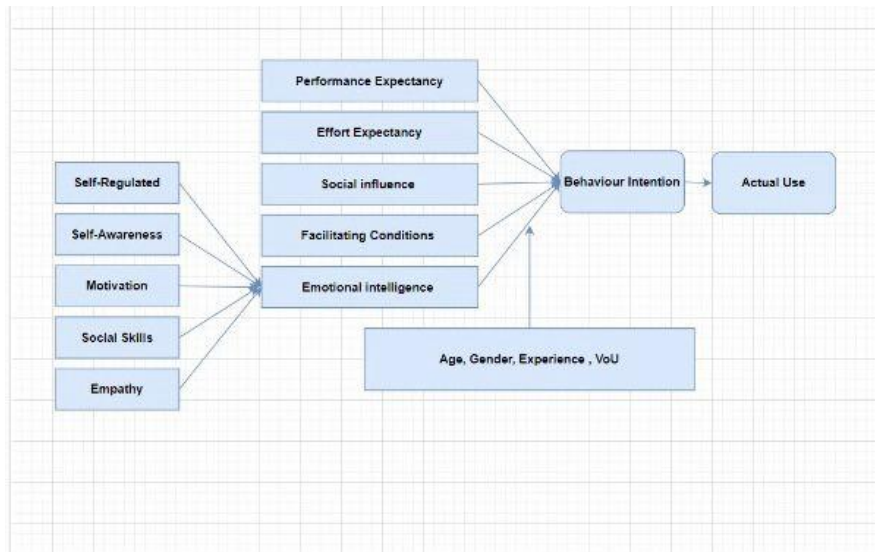 Performance Expectancy
Effort Expectancy
Social influence
Facilitating Conditions
Emotional intelligence
Self-Regulated
Self-Awareness
Motivation
Social Skills
Empathy
Behaviour Intention
Actual Use
Age, Gender, Experience , VoU